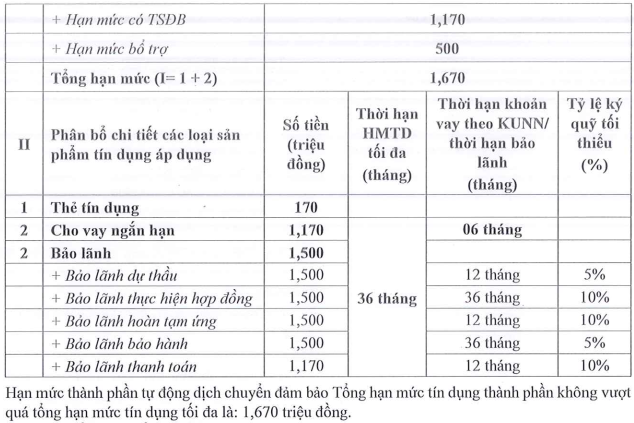 + Hạn mức có TSDB 1,170
+ Hạn mức bổ trợ 500
Tổng hạn mức (I= 1 + 2) 1,670
II Phân bổ chi tiết các loại sản phẩm tín dụng áp dụng Số tiền (triệu đồng) Thời hạn HMTD tối đa (tháng) Thời hạn khoản vay theo KUNN/ thời hạn bảo lãnh (tháng) Tỷ lệ ký quỹ tối thiểu (%)
1 Thẻ tín dụng 170
2 Cho vay ngắn hạn 1,170 06 tháng
2 Bảo lãnh 1,500
+ Bảo lãnh dự thầu 1,500 12 tháng 5%
+ Bảo lãnh thực hiện hợp đồng 1,500 36 tháng 36 tháng 10%
+ Bảo lãnh hoàn tạm ứng 1,500 12 tháng 10%
+ Bảo lãnh bảo hành 1,500 36 tháng 5%
+ Bảo lãnh thanh toán 1,170 12 tháng 10%
Hạn mức thành phần tự động dịch chuyển đảm bảo Tổng hạn mức tín dụng thành phần không vượt
quá tổng hạn mức tín dụng tối đa là: 1,670 triệu đồng.